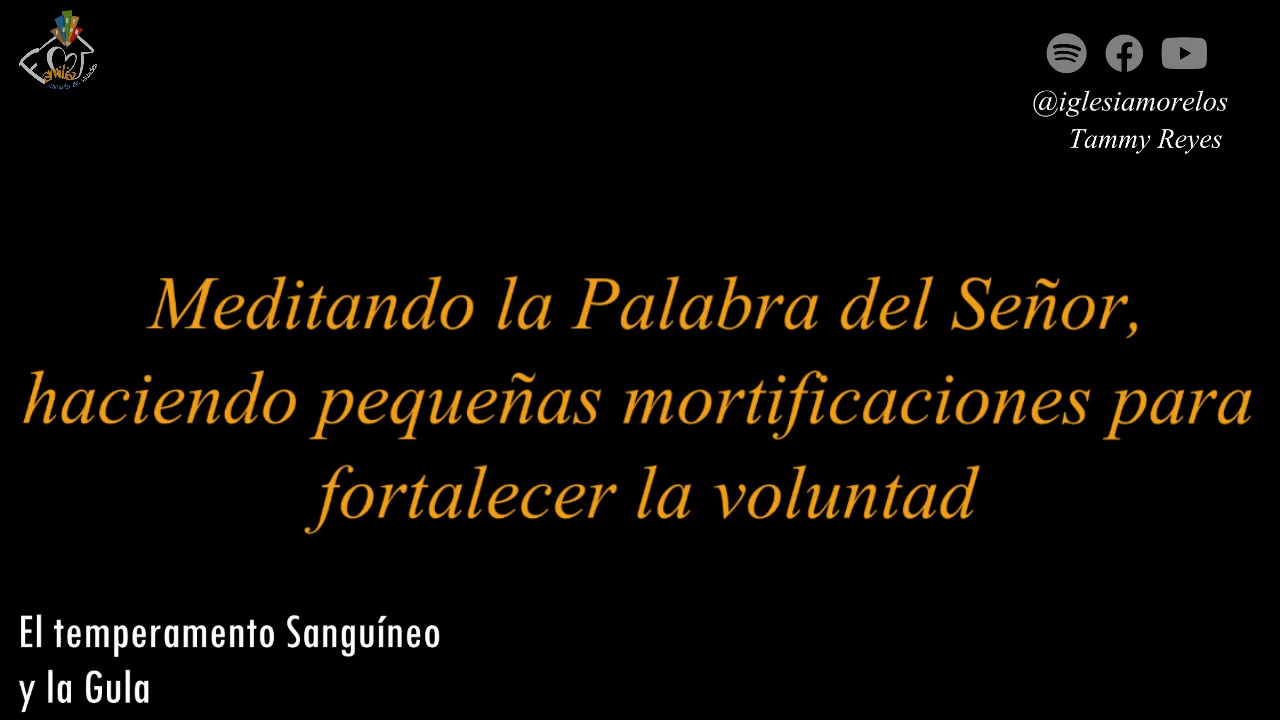 @iglesiamorelos
Tammy Reyes
Meditando la Palabra del Señor,
haciendo pequeñas mortificaciones para
fortalecer la voluntad
El temperamento Sanguíneo
y la Gula